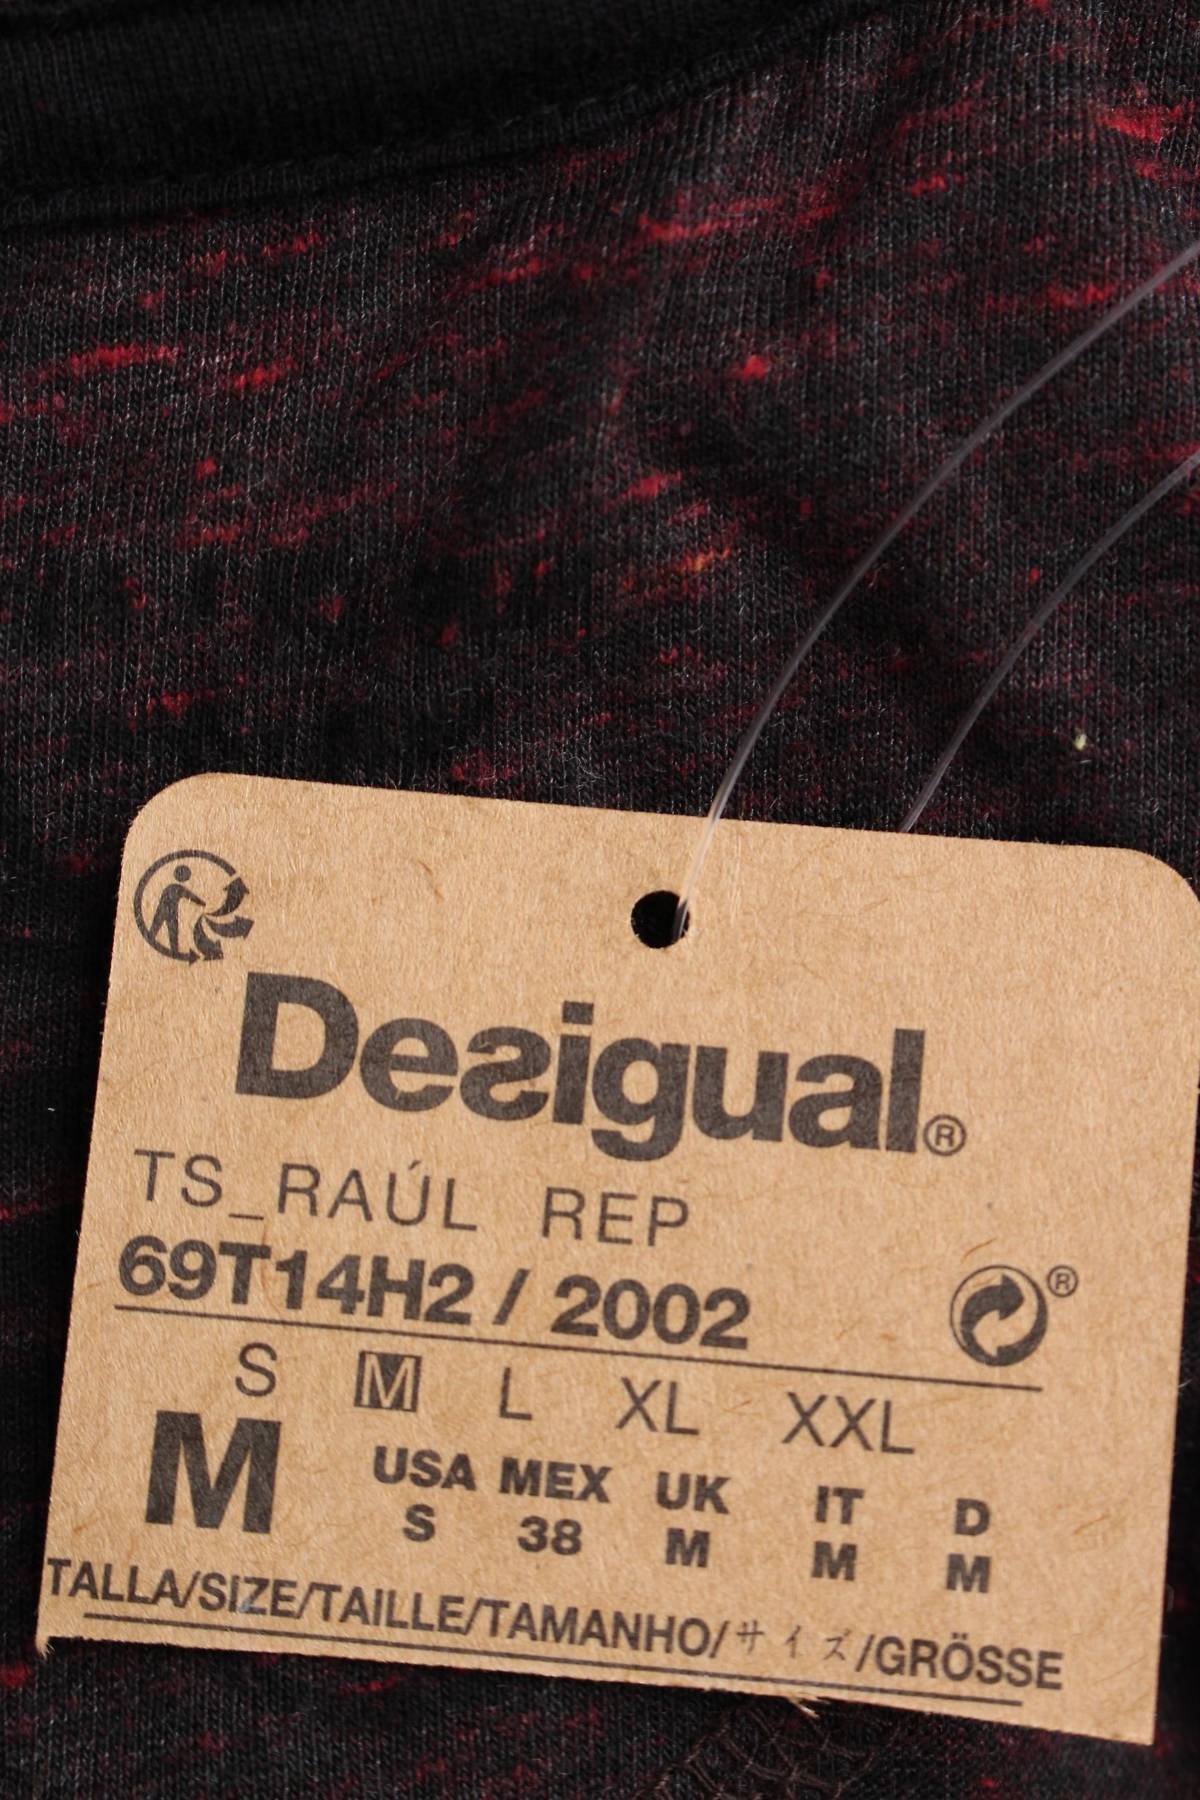 Desigual®
TS_RAÚL REP
69T14H2 / 2002
®
S M L XL XXL
M
USA MEX UK IT D
S 38 M M M
TALLA/SIZE/TAILLE/TAMANHO/サイズ/GRÖSSE